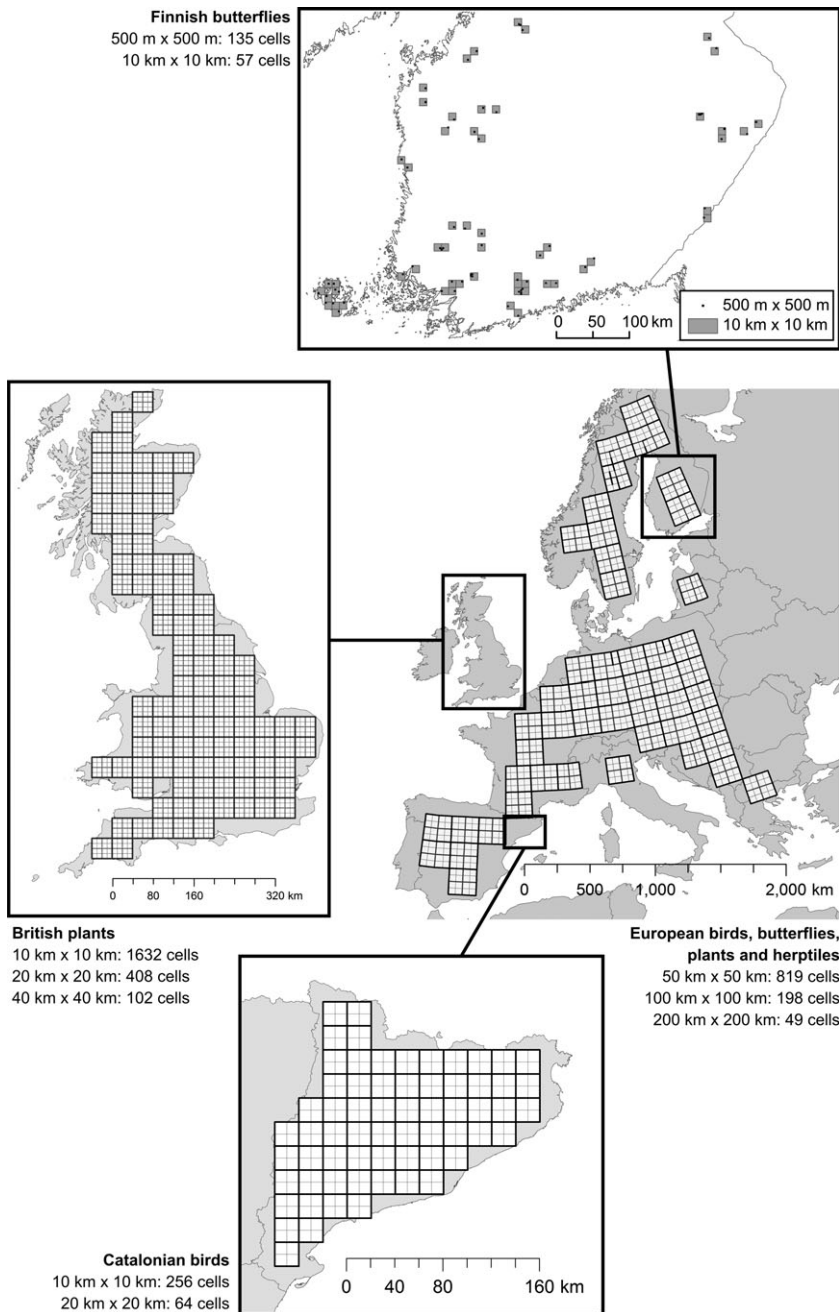 Finnish butterflies
500 m x 500 m: 135 cells
10 km x 10 km: 57 cells
500 m x 500 m
10 km x 10 km
0 50 100 km
0 80 160 320 km
0 500 1,000 2,000 km
British plants
10 km x 10 km: 1632 cells
20 km x 20 km: 408 cells
40 km x 40 km: 102 cells
European birds, butterflies,
plants and herptiles
50 km x 50 km: 819 cells
100 km x 100 km: 198 cells
200 km x 200 km: 49 cells
Catalonian birds
10 km x 10 km: 256 cells
20 km x 20 km: 64 cells
0 40 80 160 km